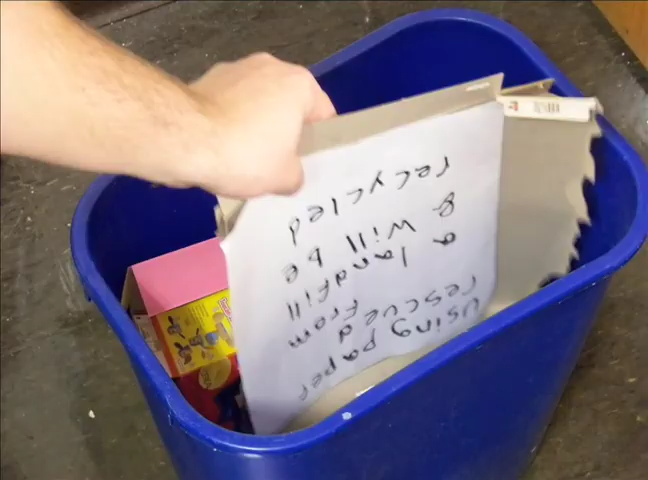 using paper
rescued from
a landfill
& will be
recycled